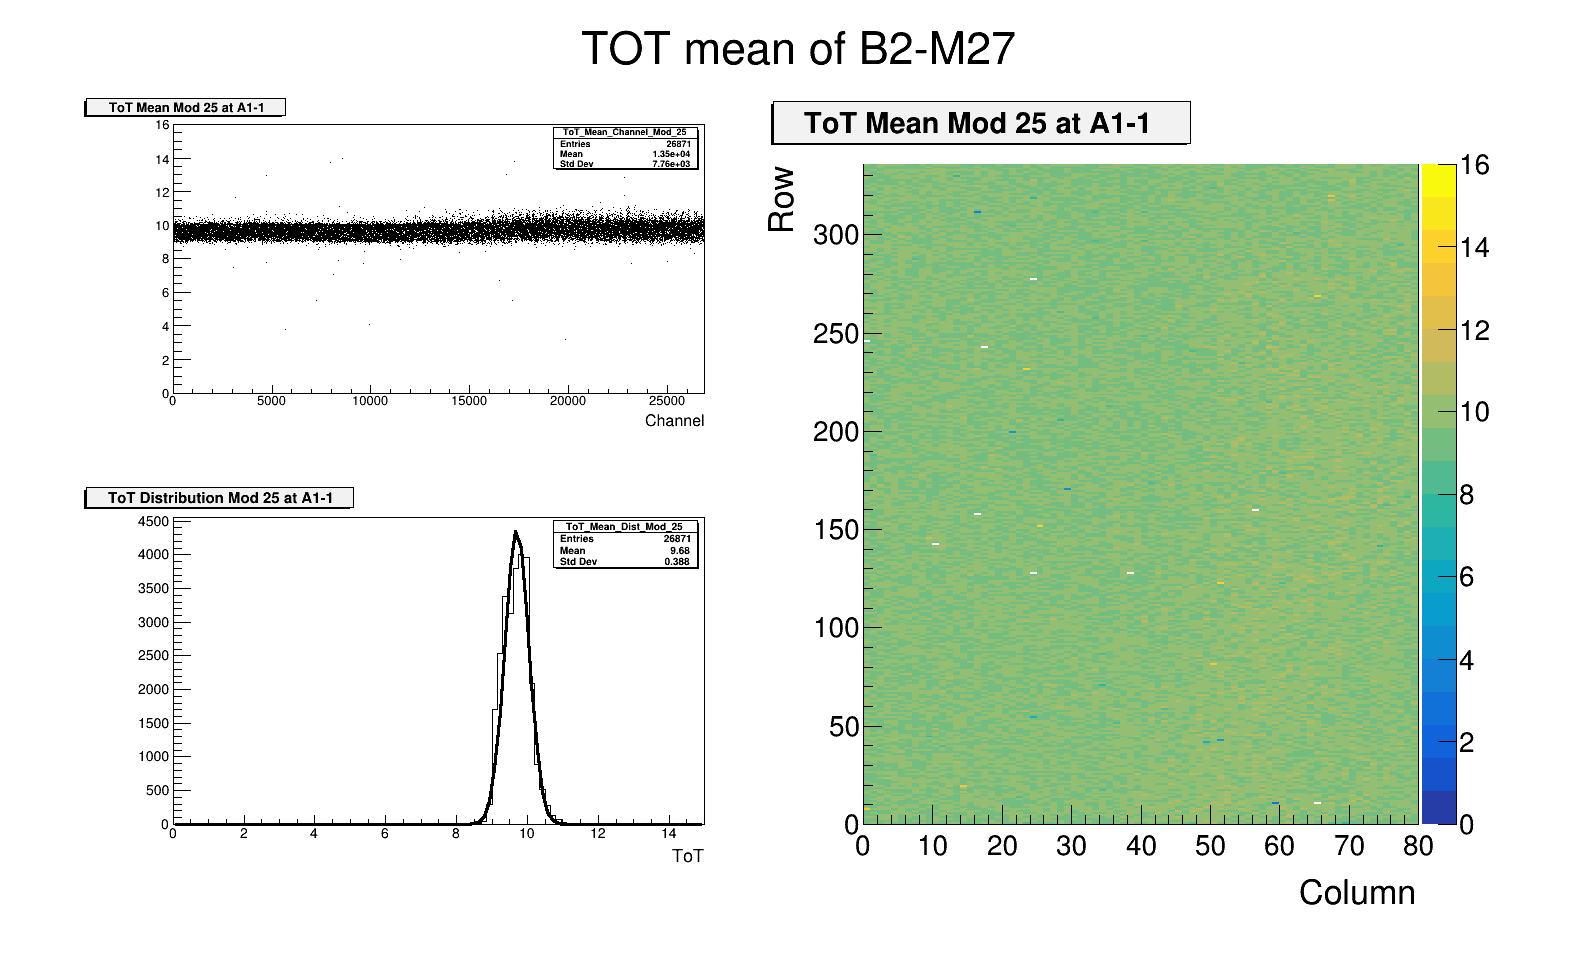 TOT mean of B2-M27
ToT Mean Mod 25 at A1-1
ToT_Mean_Channel_Mod_25
Entries 26871
Mean 1.35e+04
Std Dev 7.76e+03
16
14
12
10
8
6
4
2
0
0 5000 10000 15000 20000 25000
Channel
ToT Distribution Mod 25 at A1-1
ToT_Mean_Dist_Mod_25
Entries 26871
Mean 9.68
Std Dev 0.388
4500
4000
3500
3000
2500
2000
1500
1000
500
0
0 2 4 6 8 10 12 14
ToT
ToT Mean Mod 25 at A1-1
Row
300
250
200
150
100
50
0
0 10 20 30 40 50 60 70 80
Column
16
14
12
10
8
6
4
2
0